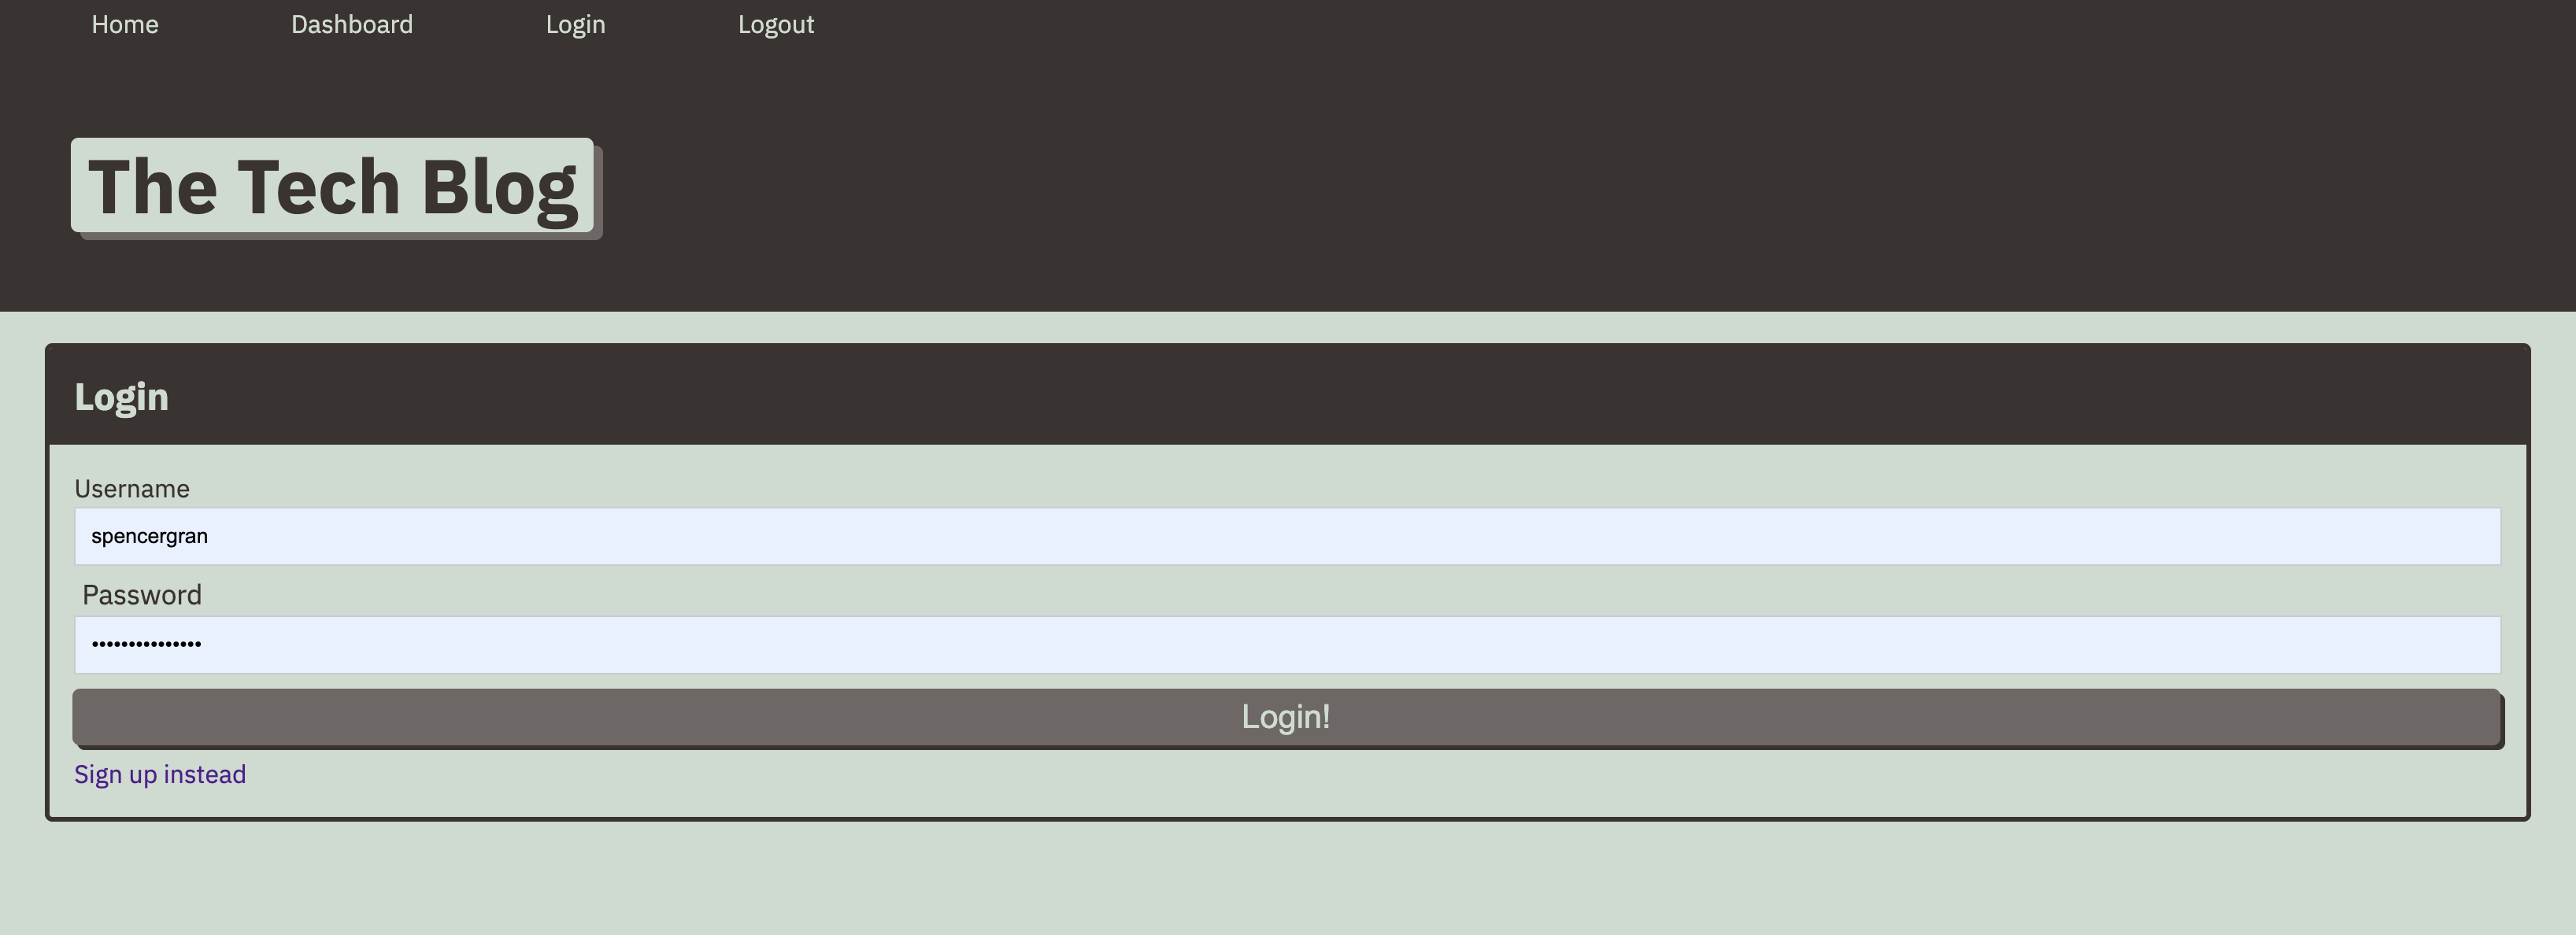 Home Dashboard Login Logout
The Tech Blog
Login
Username
spencergran
Password
•••••••••••••••
Login!
Sign up instead